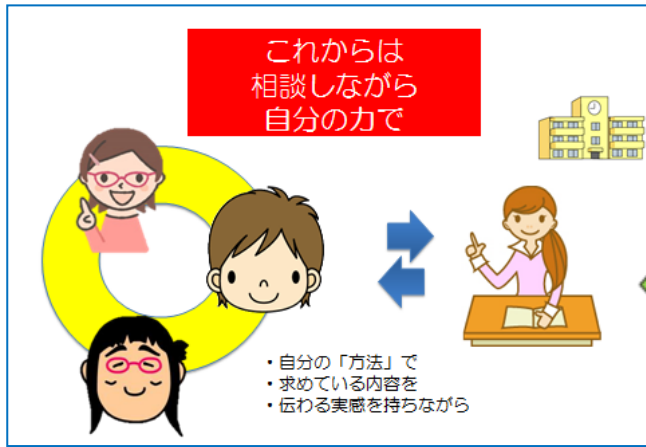 これからは
相談しながら
自分の力で
・自分の「方法」で
・求めている内容を
・伝わる実感を持ちながら